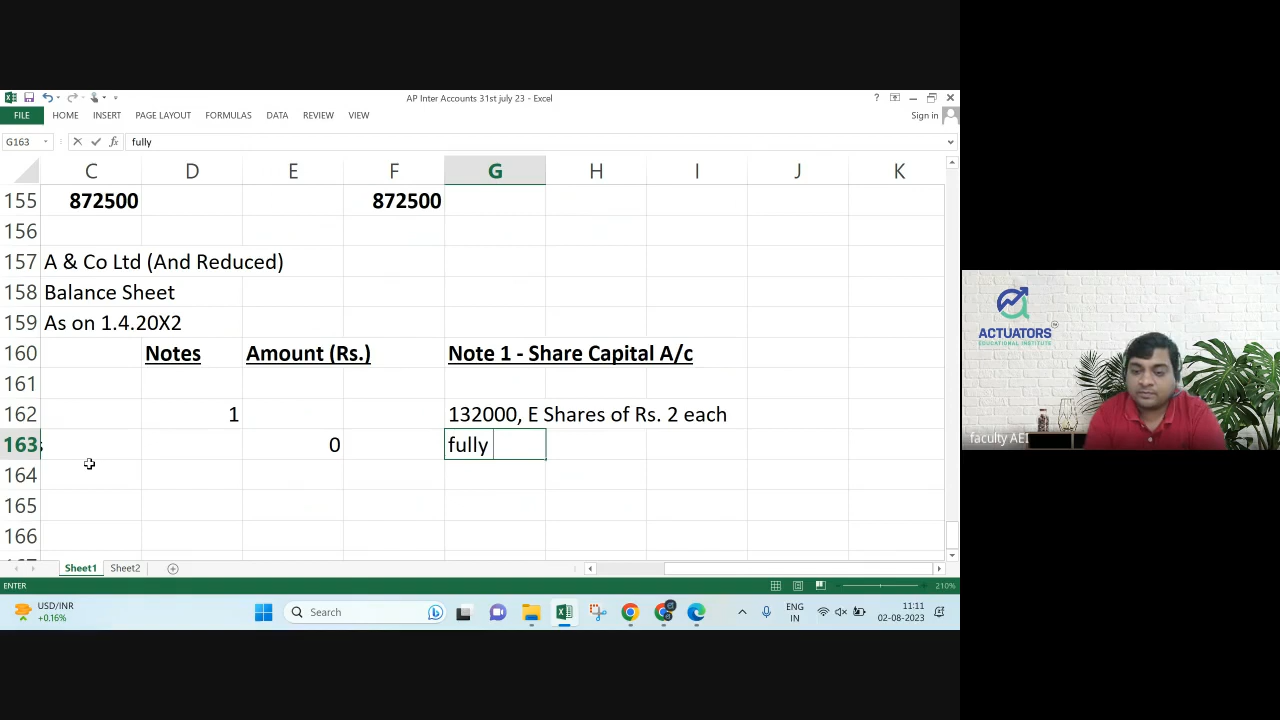 AP Inter Accounts 31st july 23 - Excel
?
FILE HOME INSERT PAGE LAYOUT FORMULAS DATA REVIEW VIEW
Sign in
G163 fx fully
C D E F G H I J K
155 872500 872500
156
157 A & Co Ltd (And Reduced)
158 Balance Sheet
159 As on 1.4.20X2
160 Notes Amount (Rs.) Note 1 - Share Capital A/c
161
162 1 132000, E Shares of Rs. 2 each
163 0 fully
164
165
166
Sheet1 Sheet2
ENTER 210%
USD/INR
+0.16%
Search
ENG
IN
11:11
02-08-2023
ACTUATORS
EDUCATIONAL INSTITUTE
faculty AEI